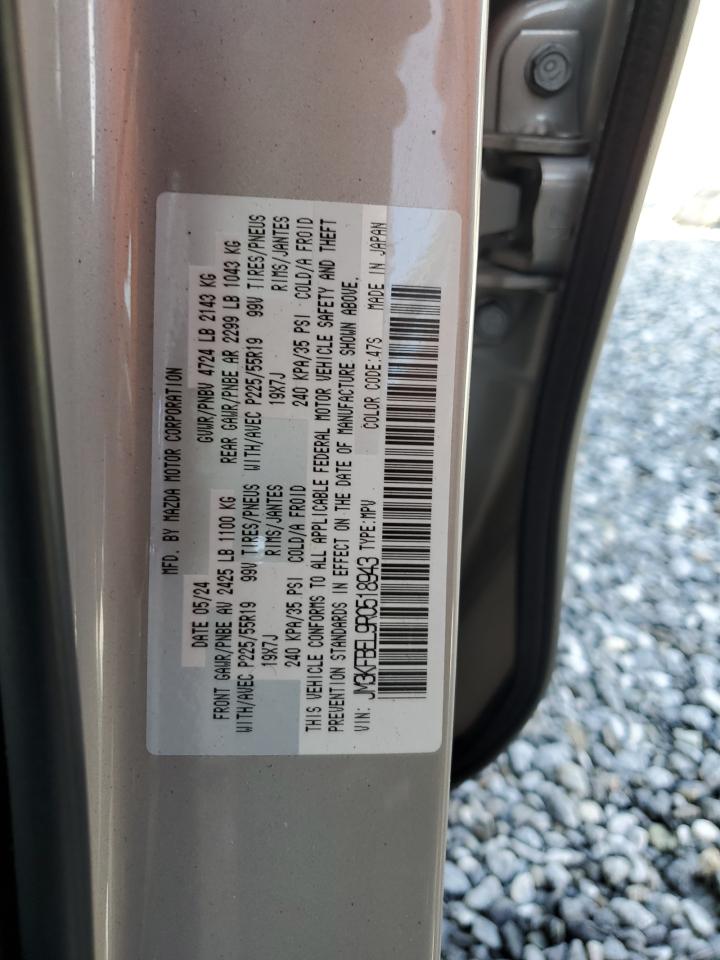 MFD. BY MAZDA MOTOR CORPORATION
DATE 05/24 GVWR/PNBV 4724 LB 2143 KG
FRONT GAWR/PNBE AV 2425 LB 1100 KG REAR GAWR/PNBE AR 2299 LB 1043 KG
WITH/AVEC P225/55R19 99V TIRES/PNEUS WITH/AVEC P225/55R19 99V TIRES/PNEUS
19X7J RIMS/JANTES 19X7J RIMS/JANTES
240 KPA/35 PSI COLD/A FROID 240 KPA/35 PSI COLD/A FROID
THIS VEHICLE CONFORMS TO ALL APPLICABLE FEDERAL MOTOR VEHICLE SAFETY AND THEFT
PREVENTION STANDARDS IN EFFECT ON THE DATE OF MANUFACTURE SHOWN ABOVE.
VIN: JM3KFBEL9R0518943 TYPE:MPV COLOR CODE:47S MADE IN JAPAN